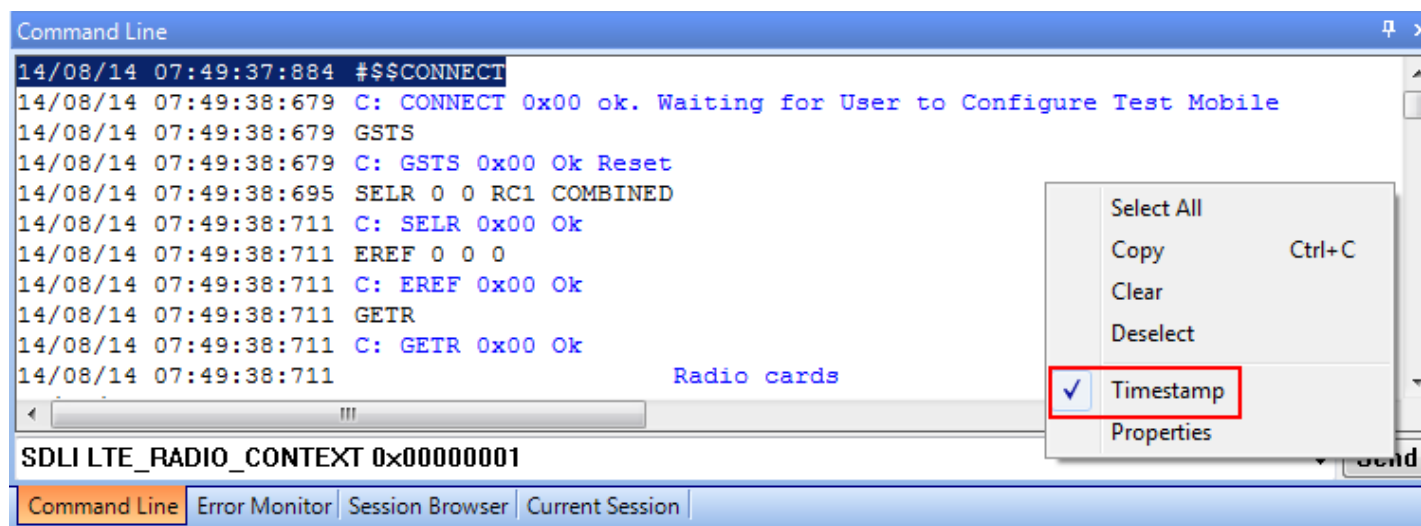 Command Line
14/08/14 07:49:37:884 #$$CONNECT
14/08/14 07:49:38:679 C: CONNECT 0x00 ok. Waiting for User to Configure Test Mobile
14/08/14 07:49:38:679 GSTS
14/08/14 07:49:38:679 C: GSTS 0x00 Ok Reset
14/08/14 07:49:38:695 SELR 0 0 RC1 COMBINED
14/08/14 07:49:38:711 C: SELR 0x00 Ok
14/08/14 07:49:38:711 EREF 0 0 0
14/08/14 07:49:38:711 C: EREF 0x00 Ok
14/08/14 07:49:38:711 GETR
14/08/14 07:49:38:711 C: GETR 0x00 Ok
14/08/14 07:49:38:711 Radio cards
Select All
Copy Ctrl+C
Clear
Deselect
Timestamp
Properties
SDLI LTE_RADIO_CONTEXT 0x00000001
Send
Command Line Error Monitor Session Browser Current Session